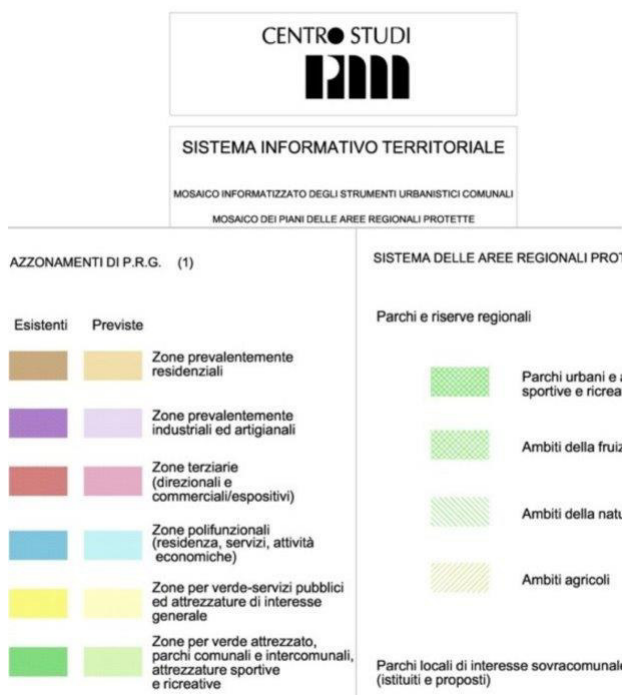 CENTRO STUDI
PIM
SISTEMA INFORMATIVO TERRITORIALE
MOSAICO INFORMATIZZATO DEGLI STRUMENTI URBANISTICI COMUNALI
MOSAICO DEI PIANI DELLE AREE REGIONALI PROTETTE
AZZONAMENTI DI P.R.G. (1)
Esistenti Previste
Zone prevalentemente
residenziali
Zone prevalentemente
industriali ed artigianali
Zone terziarie
(direzionali e
commerciali/espositivi)
Zone polifunzionali
(residenza, servizi, attività
economiche)
Zone per verde-servizi pubblici
ed attrezzature di interesse
generale
Zone per verde attrezzato,
parchi comunali e intercomunali,
attrezzature sportive
e ricreative
SISTEMA DELLE AREE REGIONALI PROT
Parchi e riserve regionali
Parchi urbani e a
sportive e ricrea
Ambiti della fruiz
Ambiti della natu
Ambiti agricoli
Parchi locali di interesse sovracomunale
(istituiti e proposti)